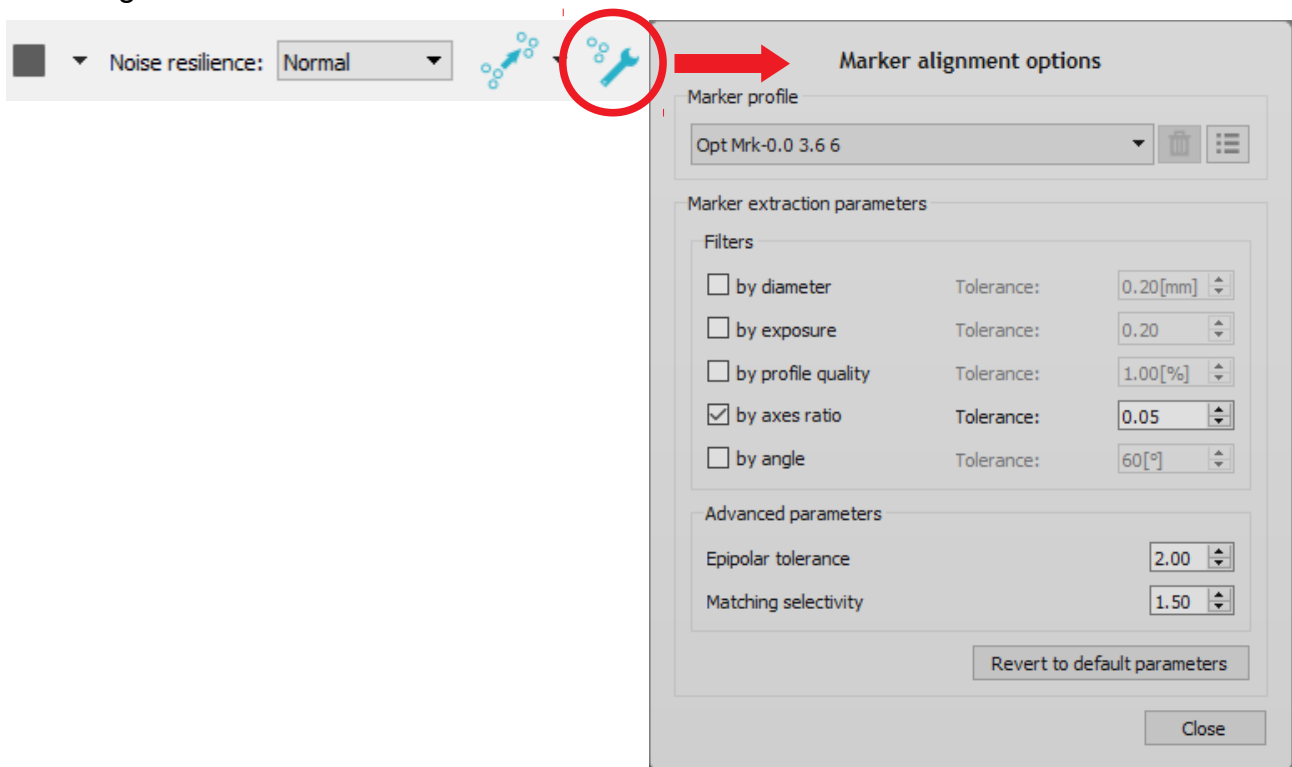 Noise resilience: Normal
Marker alignment options
Marker profile
Opt Mrk-0.0 3.6 6
Marker extraction parameters
Filters
by diameter Tolerance: 0.20[mm]
by exposure Tolerance: 0.20
by profile quality Tolerance: 1.00[%]
by axes ratio Tolerance: 0.05
by angle Tolerance: 60[°]
Advanced parameters
Epipolar tolerance 2.00
Matching selectivity 1.50
Revert to default parameters
Close